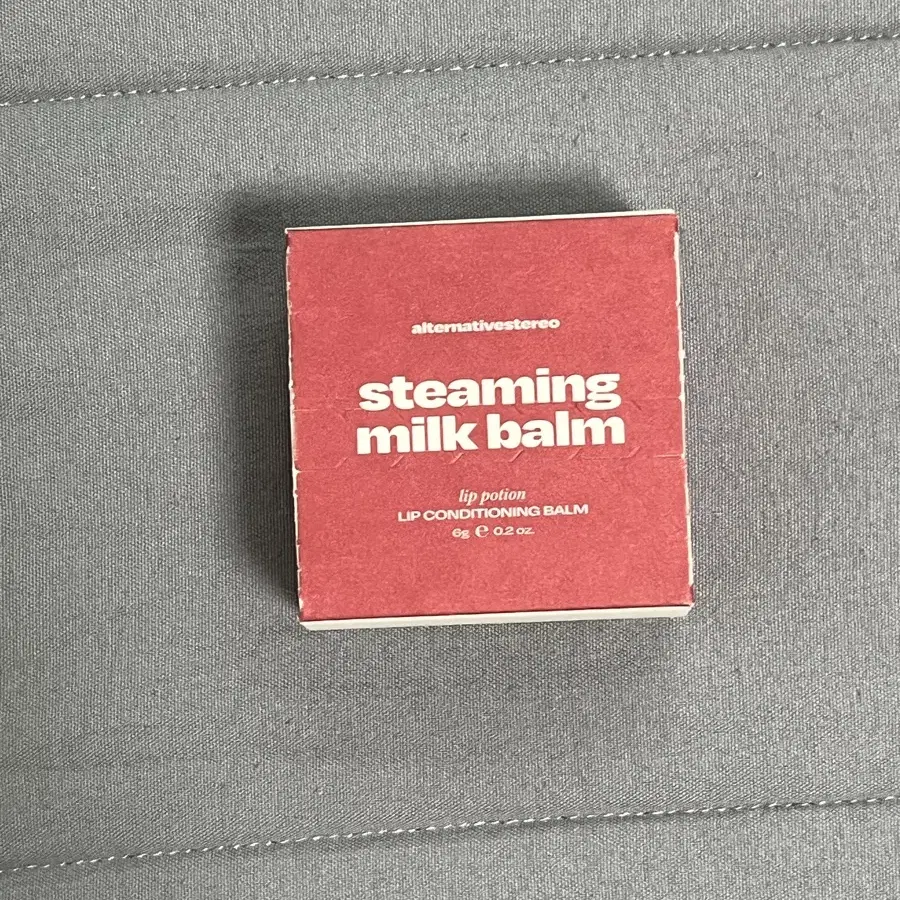 alternativestereo
steaming
milk balm
lip potion
LIP CONDITIONING BALM
6g ℮ 0.2 oz.